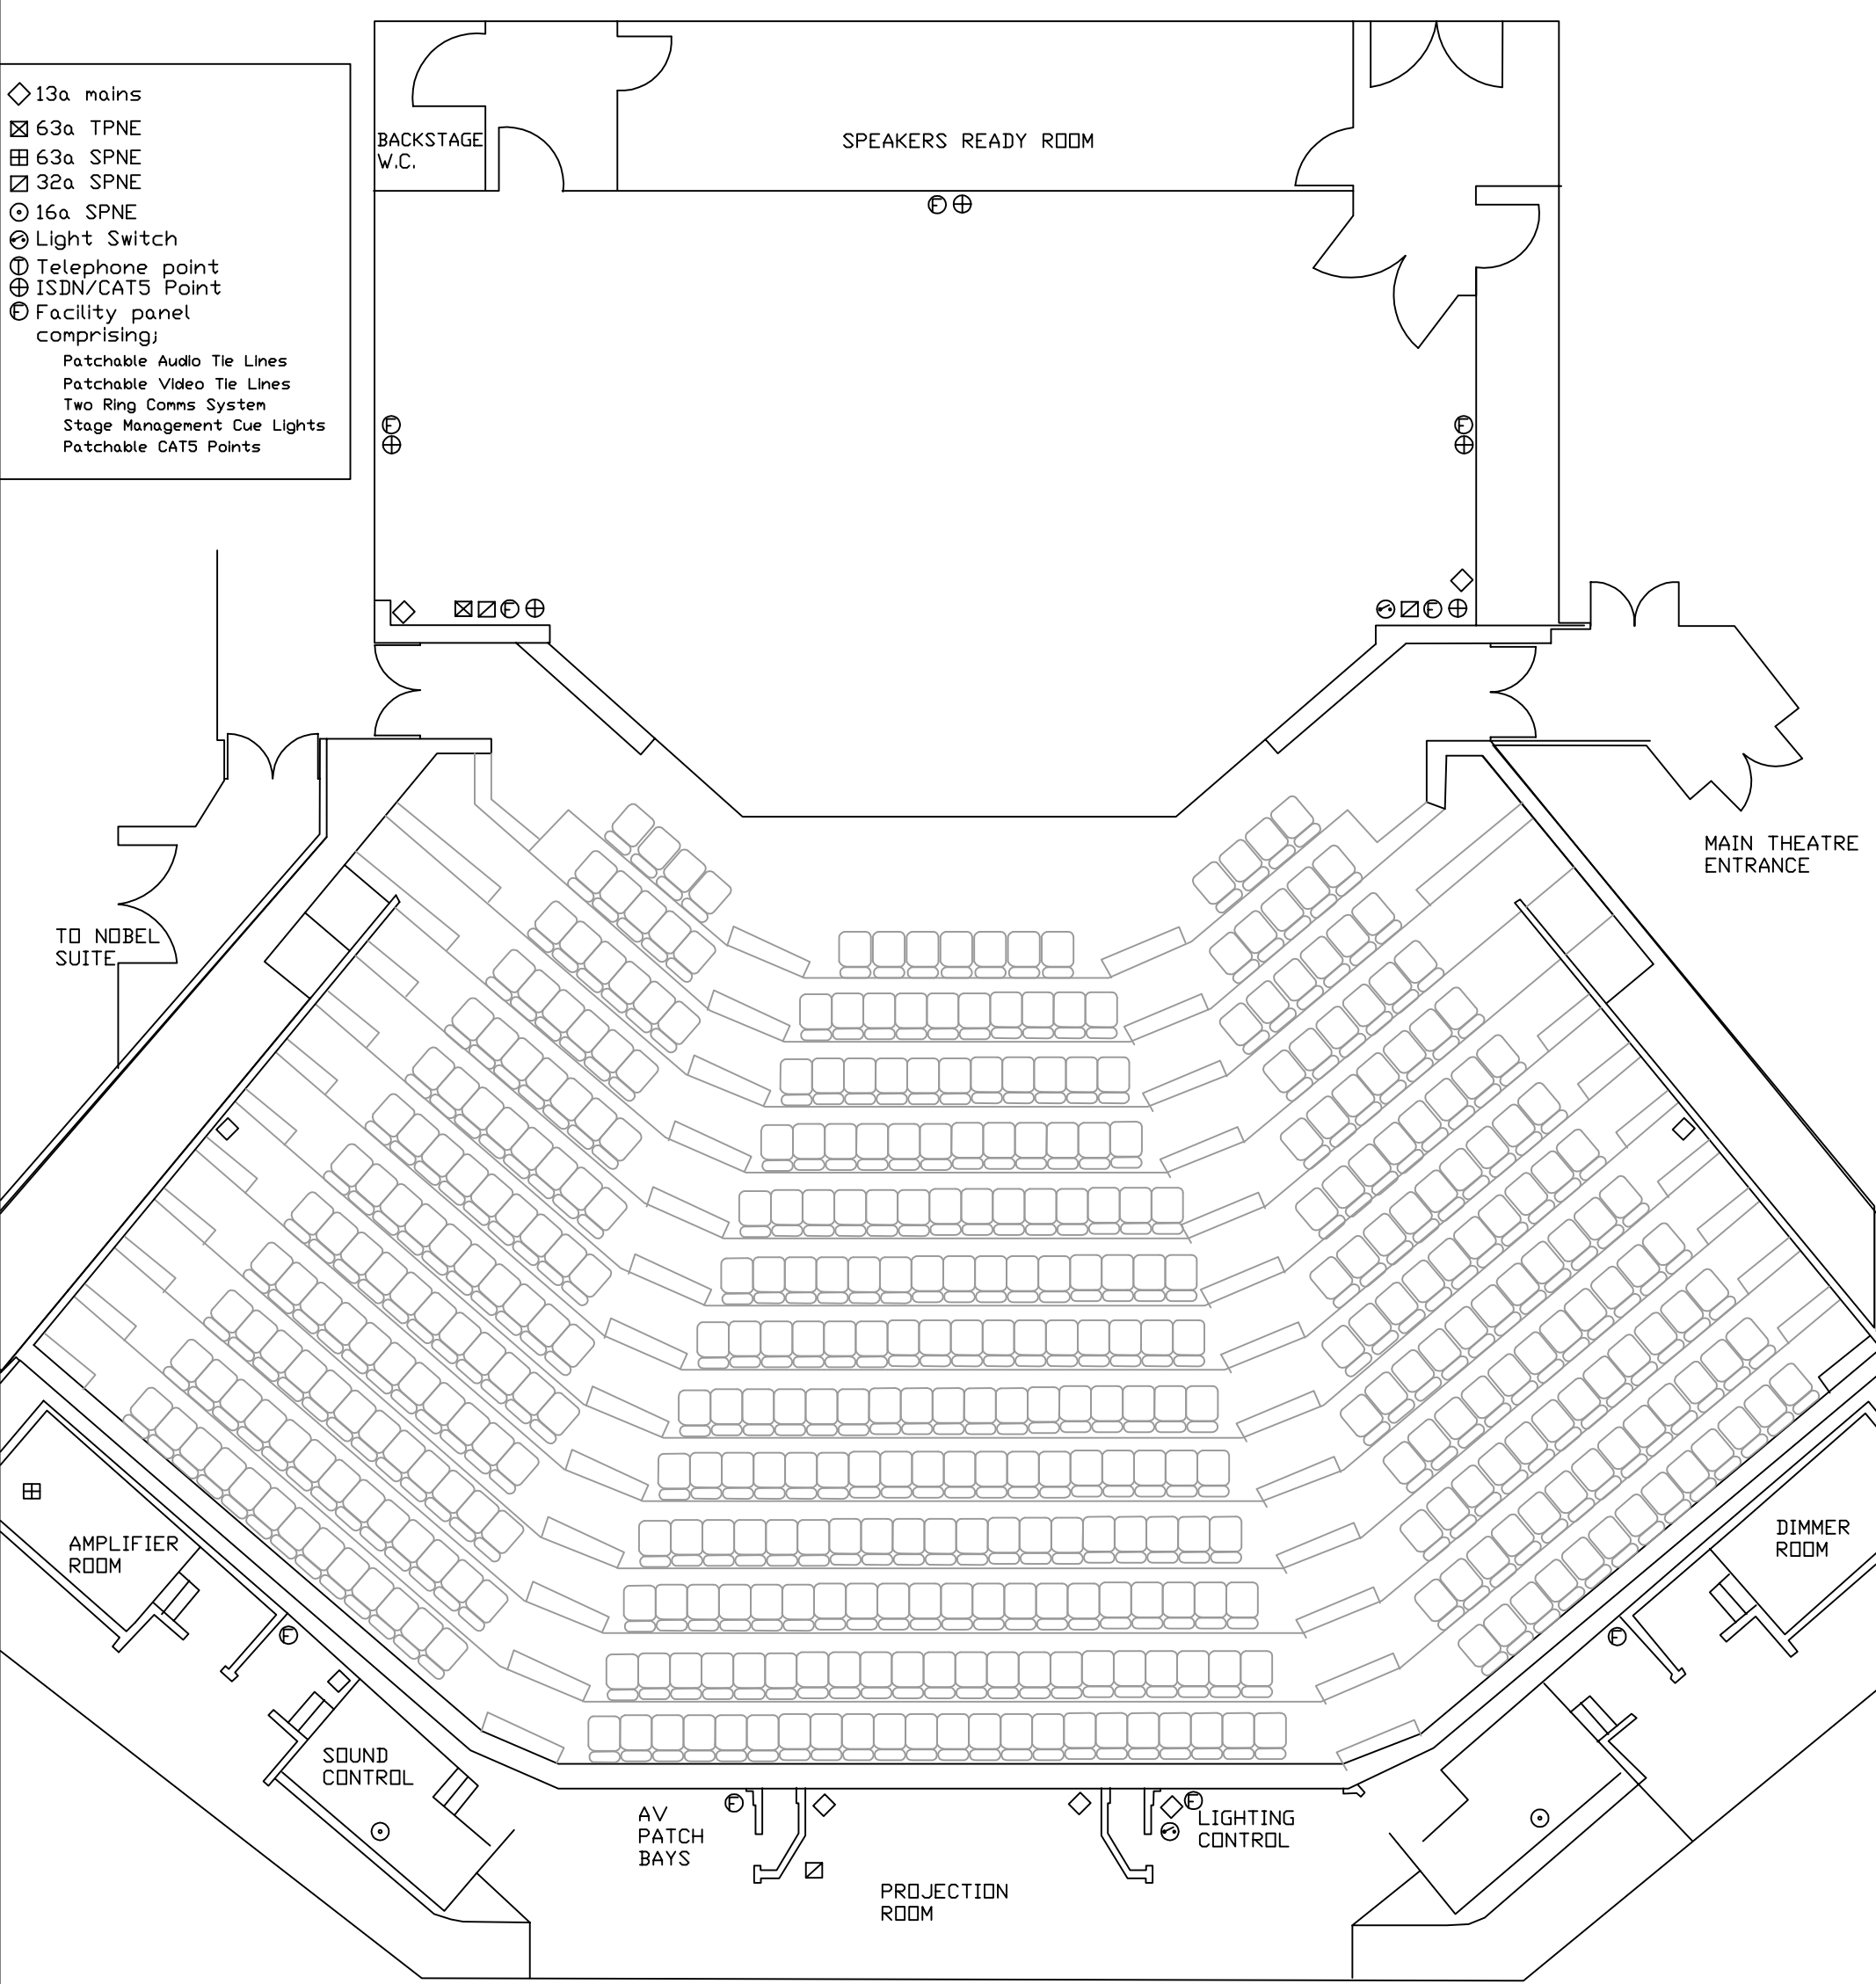 13a mains
63a TPNE
63a SPNE
32a SPNE
16a SPNE
Light Switch
Telephone point
ISDN/CAT5 Point
Facility panel
comprising;
Patchable Audio Tie Lines
Patchable Video Tie Lines
Two Ring Comms System
Stage Management Cue Lights
Patchable CAT5 Points
BACKSTAGE
W.C.
SPEAKERS READY ROOM
F
F
F
F
F
MAIN THEATRE
ENTRANCE
TO NOBEL
SUITE
AMPLIFIER
ROOM
DIMMER
ROOM
F
F
SOUND
CONTROL
F
F
AV
PATCH
BAYS
LIGHTING
CONTROL
PROJECTION
ROOM